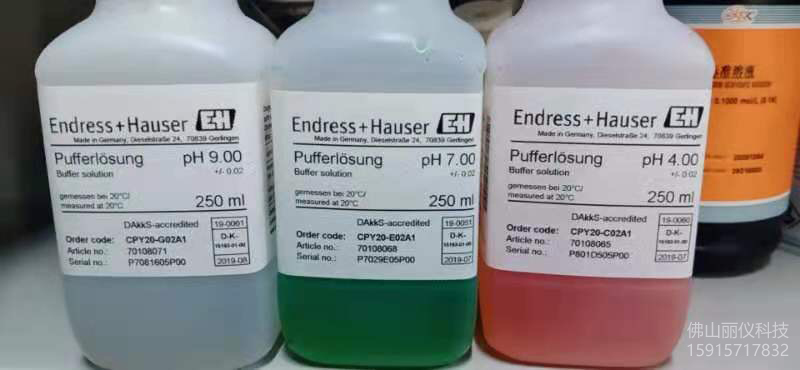 Endress+Hauser EH
Made in Germany, Dieselstraße 24, 70839 Gerlingen
Pufferlösung pH 9.00
Buffer solution +/- 0.02
gemessen bei 20°C/
measured at 20°C
250 ml
DAkkS-accredited 19-0061
Order code: CPY20-G02A1 D-K-
Article no.: 70108071
Serial no.: P7081605P00 2019-08
Endress+Hauser EH
Made in Germany, Dieselstraße 24, 70839 Gerlingen
Pufferlösung pH 7.00
Buffer solution +/- 0.02
gemessen bei 20°C/
measured at 20°C
250 ml
DAkkS-accredited 19-0051
Order code: CPY20-E02A1 D-K-
Article no.: 70108068
Serial no.: P7029E05P00 2019-07
Endress+Hauser EH
Made in Germany, Dieselstraße 24, 70839 Gerlingen
Pufferlösung pH 4.00
Buffer solution +/- 0.02
gemessen bei 20°C/
measured at 20°C
250 ml
DAkkS-accredited 19-0060
Order code: CPY20-C02A1 D-K-
Article no.: 70108065
Serial no.: P801D505P00 2019-07
佛山丽仪科技
15915717832